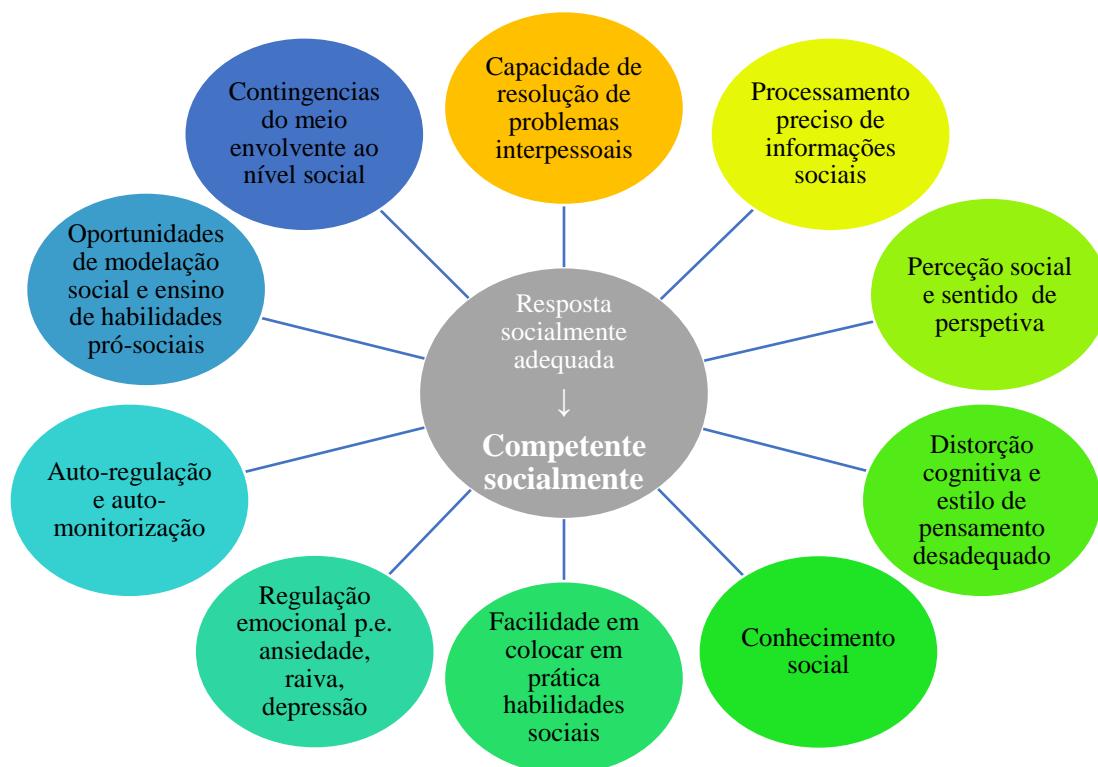 Capacidade de
resolução de
problemas
interpessoais
Processamento
preciso de
informações
sociais
Perceção social
e sentido de
perspetiva
Distorção
cognitiva e
estilo de
pensamento
desadequado
Conhecimento
social
Facilidade em
colocar em
prática
habilidades
sociais
Regulação
emocional p.e.
ansiedade,
raiva,
depressão
Auto-regulação
e auto-
monitorização
Oportunidades
de modelação
social e ensino
de habilidades
pró-sociais
Contingencias
do meio
envolvente ao
nível social
Resposta
socialmente
adequada
↓
Competente
socialmente